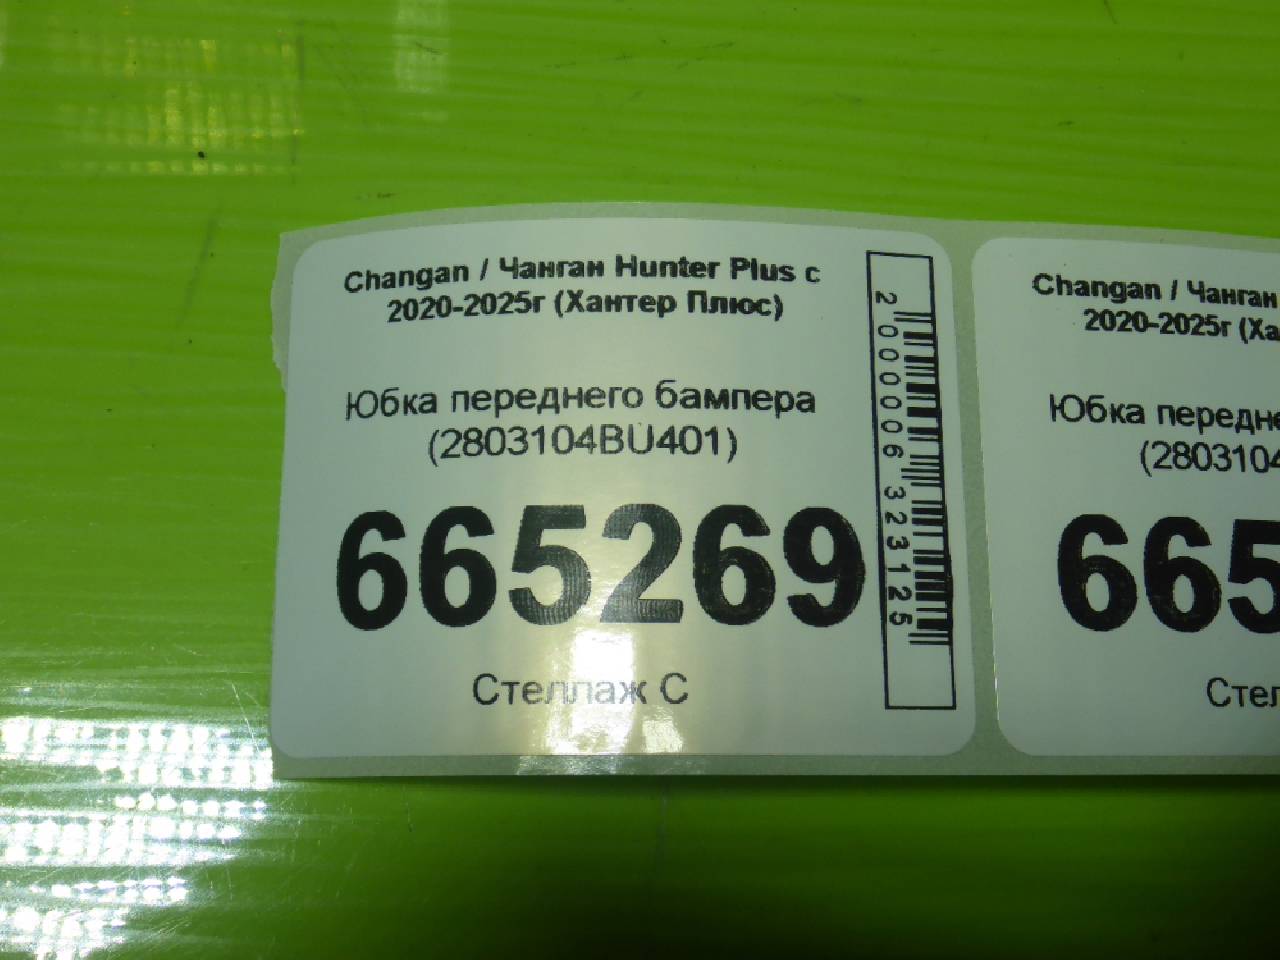 Changan / Чанган Hunter Plus с
2020-2025г (Хантер Плюс)
Юбка переднего бампера
(2803104BU401)
665269
Стеллаж С
2000006323125
Changan / Чанган
2020-2025г (Ха
Юбка передне
(2803104
665
Стел